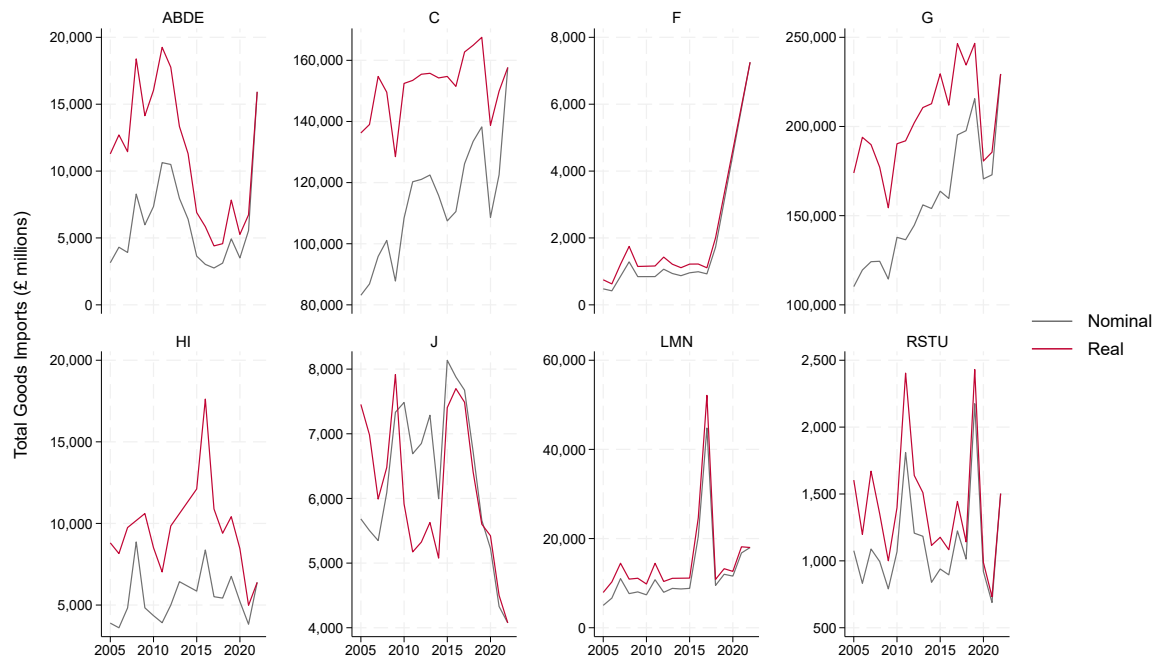 Total Goods Imports (£ millions)
ABDE
20,000
15,000
10,000
5,000
0
C
160,000
140,000
120,000
100,000
80,000
F
8,000
6,000
4,000
2,000
0
G
250,000
200,000
150,000
100,000
HI
20,000
15,000
10,000
5,000
2005 2010 2015 2020
J
8,000
7,000
6,000
5,000
4,000
2005 2010 2015 2020
LMN
60,000
40,000
20,000
0
2005 2010 2015 2020
RSTU
2,500
2,000
1,500
1,000
500
2005 2010 2015 2020
Nominal
Real